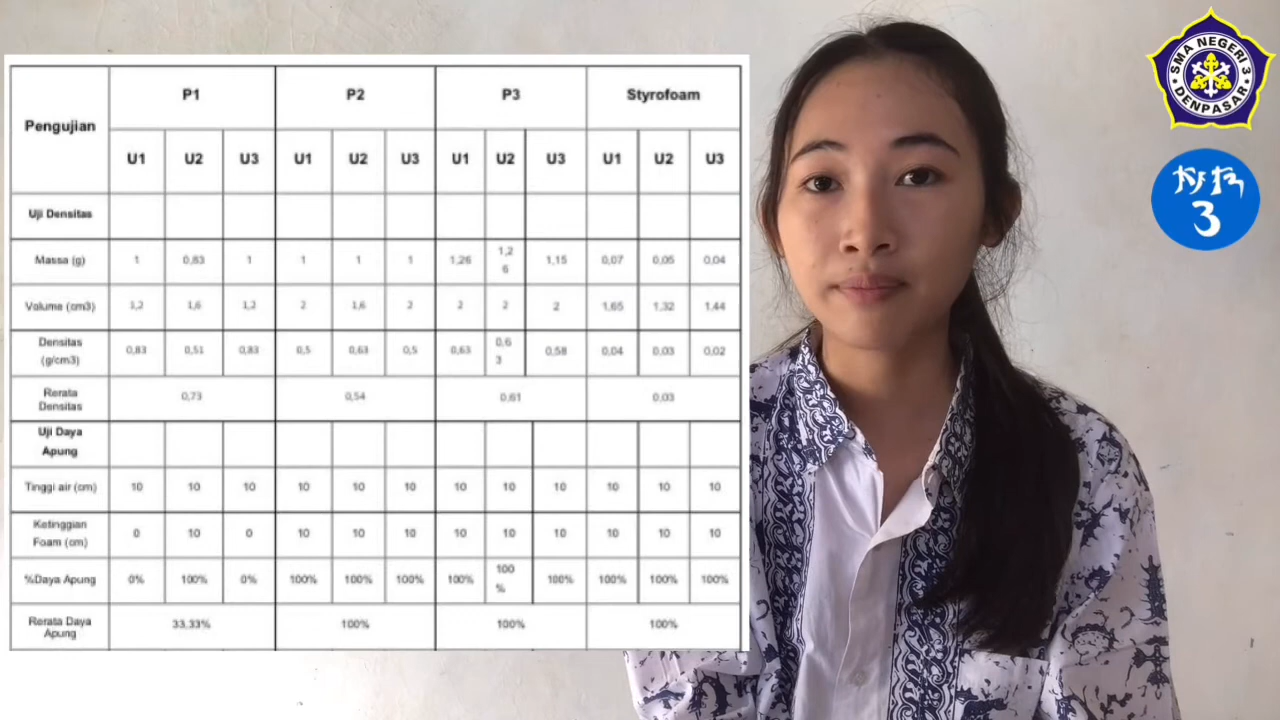 Pengujian P1 P2 P3 Styrofoam
U1 U2 U3 U1 U2 U3 U1 U2 U3 U1 U2 U3
Uji Densitas
Massa (g) 1 0,83 1 1 1 1 1,26 1,26 1,15 0,07 0,05 0,04
Volume (cm3) 1,2 1,6 1,2 2 1,6 2 2 2 2 1,65 1,32 1,44
Densitas (g/cm3) 0,83 0,51 0,83 0,5 0,63 0,5 0,63 0,63 0,58 0,04 0,03 0,02
Rerata Densitas 0,73 0,54 0,61 0,03
Uji Daya Apung
Tinggi air (cm) 10 10 10 10 10 10 10 10 10 10 10 10
Ketinggian Foam (cm) 0 10 0 10 10 10 10 10 10 10 10 10
%Daya Apung 0% 100% 0% 100% 100% 100% 100% 100% 100% 100% 100% 100%
Rerata Daya Apung 33,33% 100% 100% 100%
SMA NEGERI 3
DENPASAR
3